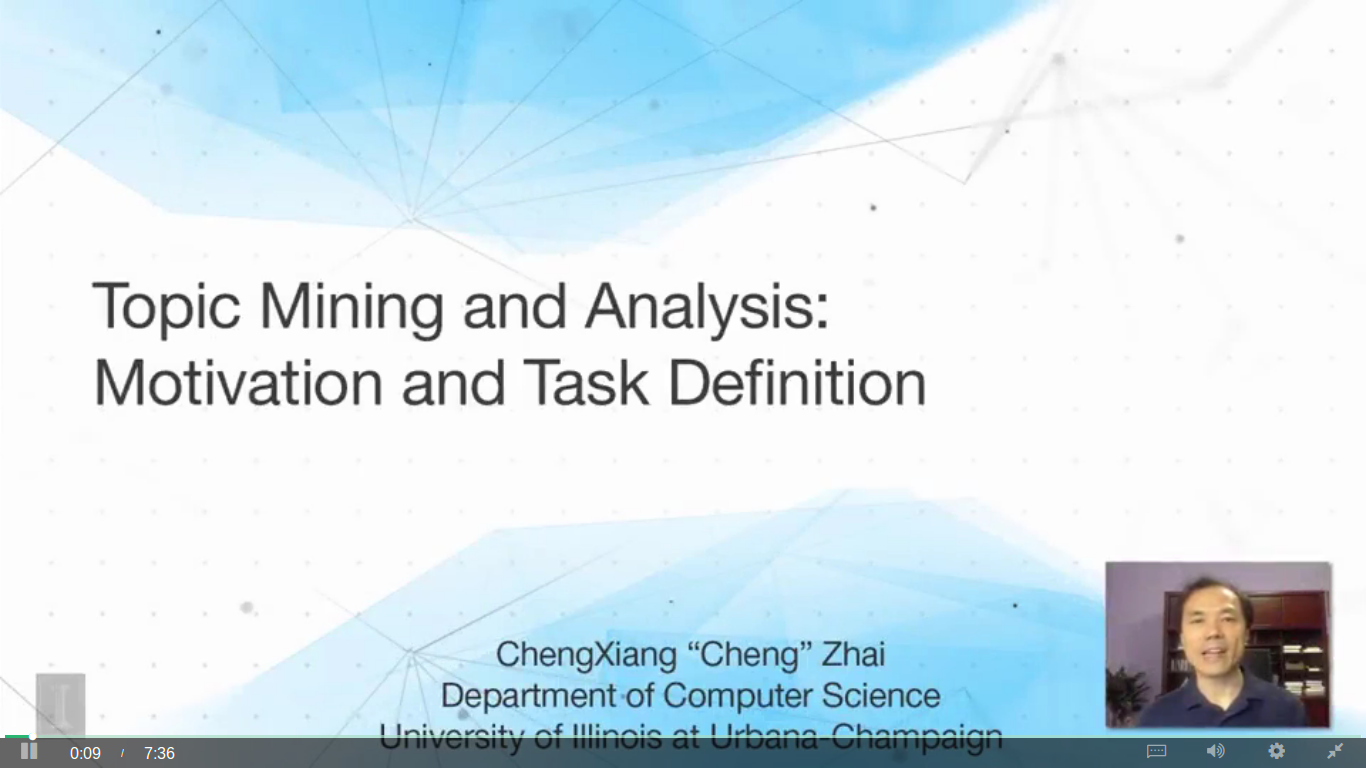 Topic Mining and Analysis:
Motivation and Task Definition
ChengXiang “Cheng” Zhai
Department of Computer Science
University of Illinois at Urbana-Champaign
I
0:09 / 7:36